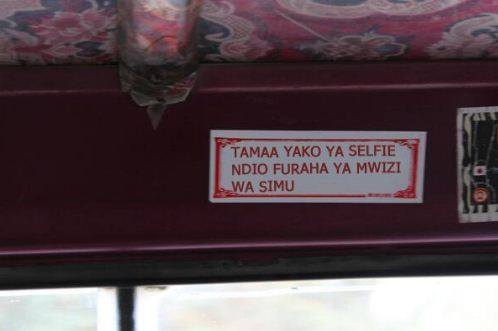 TAMAA YAKO YA SELFIE
NDIO FURAHA YA MWIZI
WA SIMU